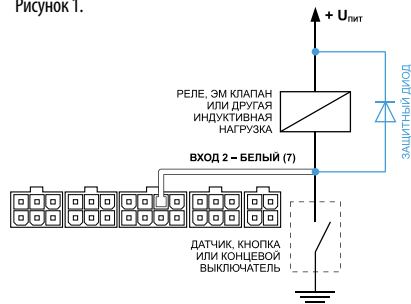 Рисунок 1.
+ Uпит
РЕЛЕ, ЭМ КЛАПАН
ИЛИ ДРУГАЯ
ИНДУКТИВНАЯ
НАГРУЗКА
ЗАЩИТНЫЙ ДИОД
ВХОД 2 – БЕЛЫЙ (7)
ДАТЧИК, КНОПКА
ИЛИ КОНЦЕВОЙ
ВЫКЛЮЧАТЕЛЬ